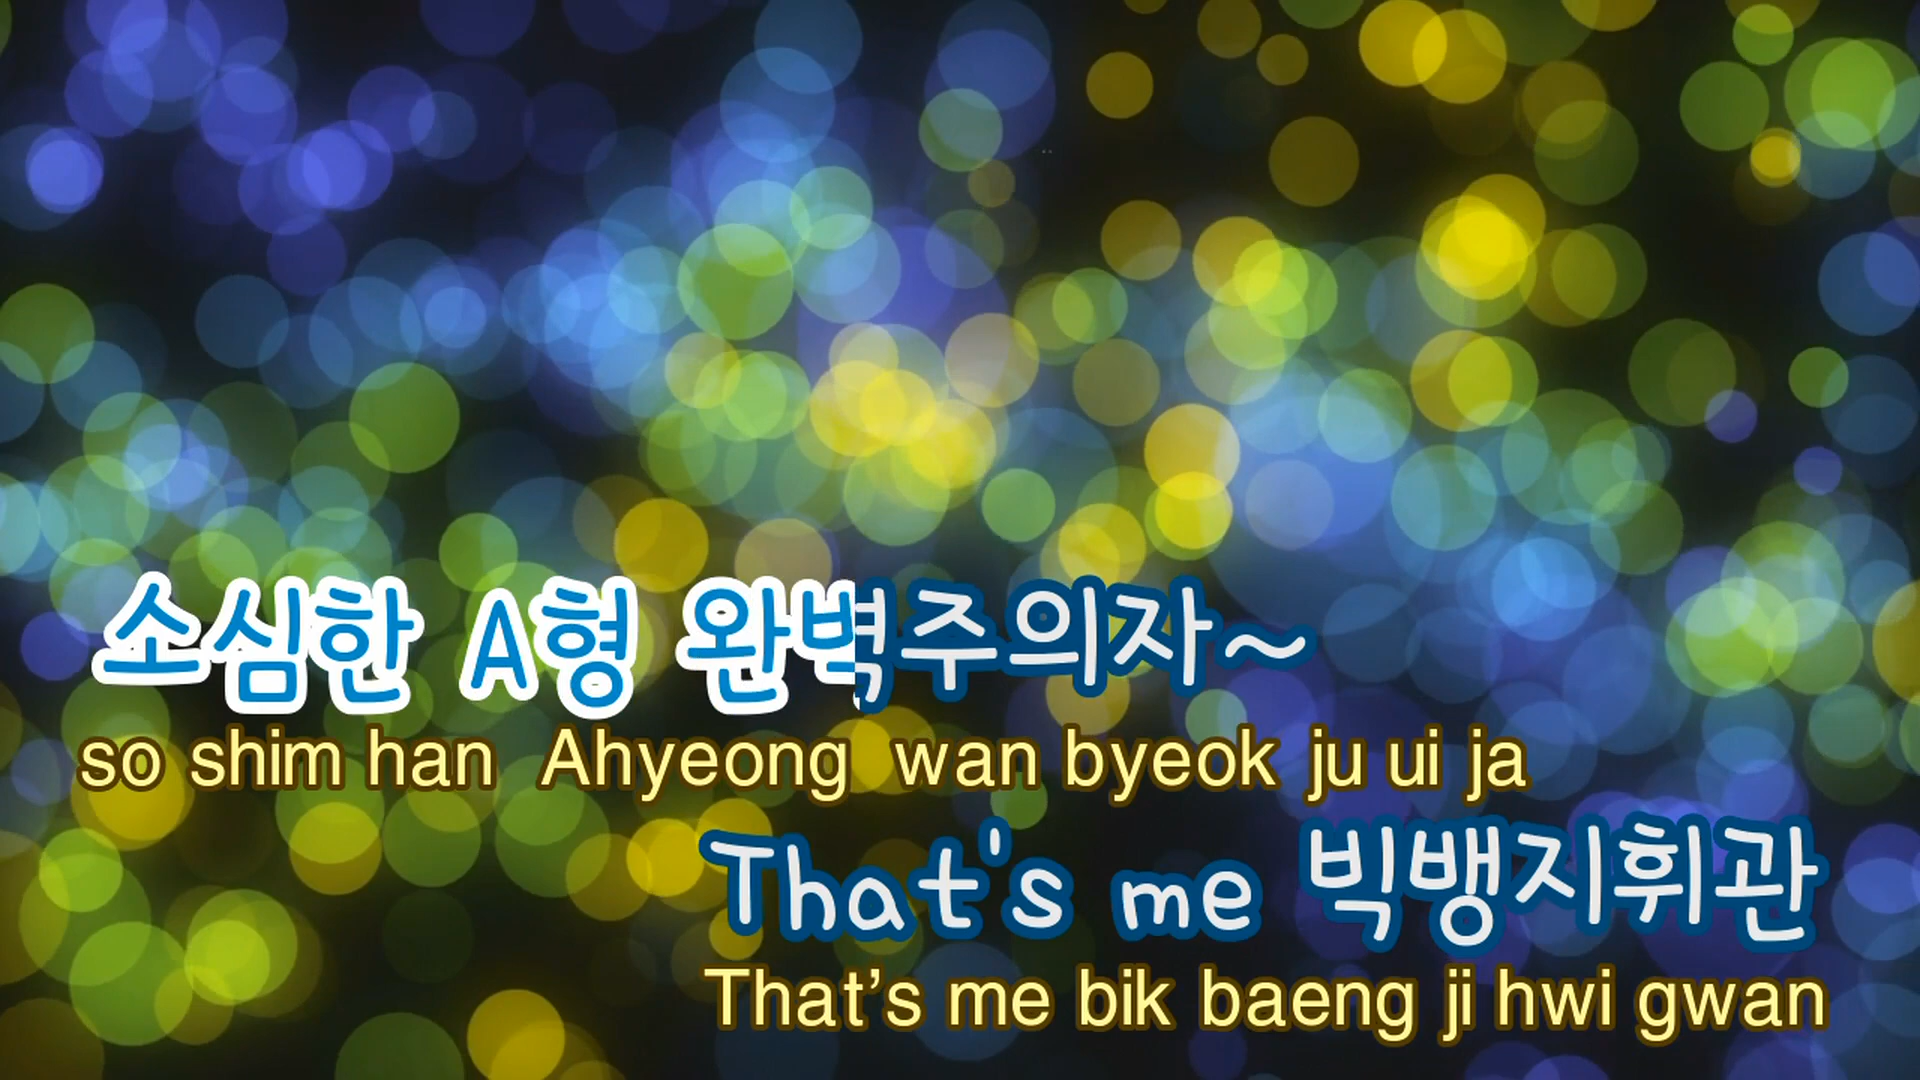 소심한 A형 완벽주의자~
so shim han Ahyeong wan byeok ju ui ja
That's me 빅뱅지휘관
That’s me bik baeng ji hwi gwan